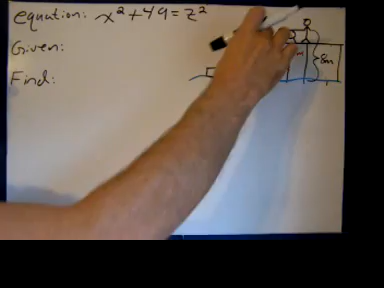 equation: x² + 49 = z²
Given:
Find:
m
8m